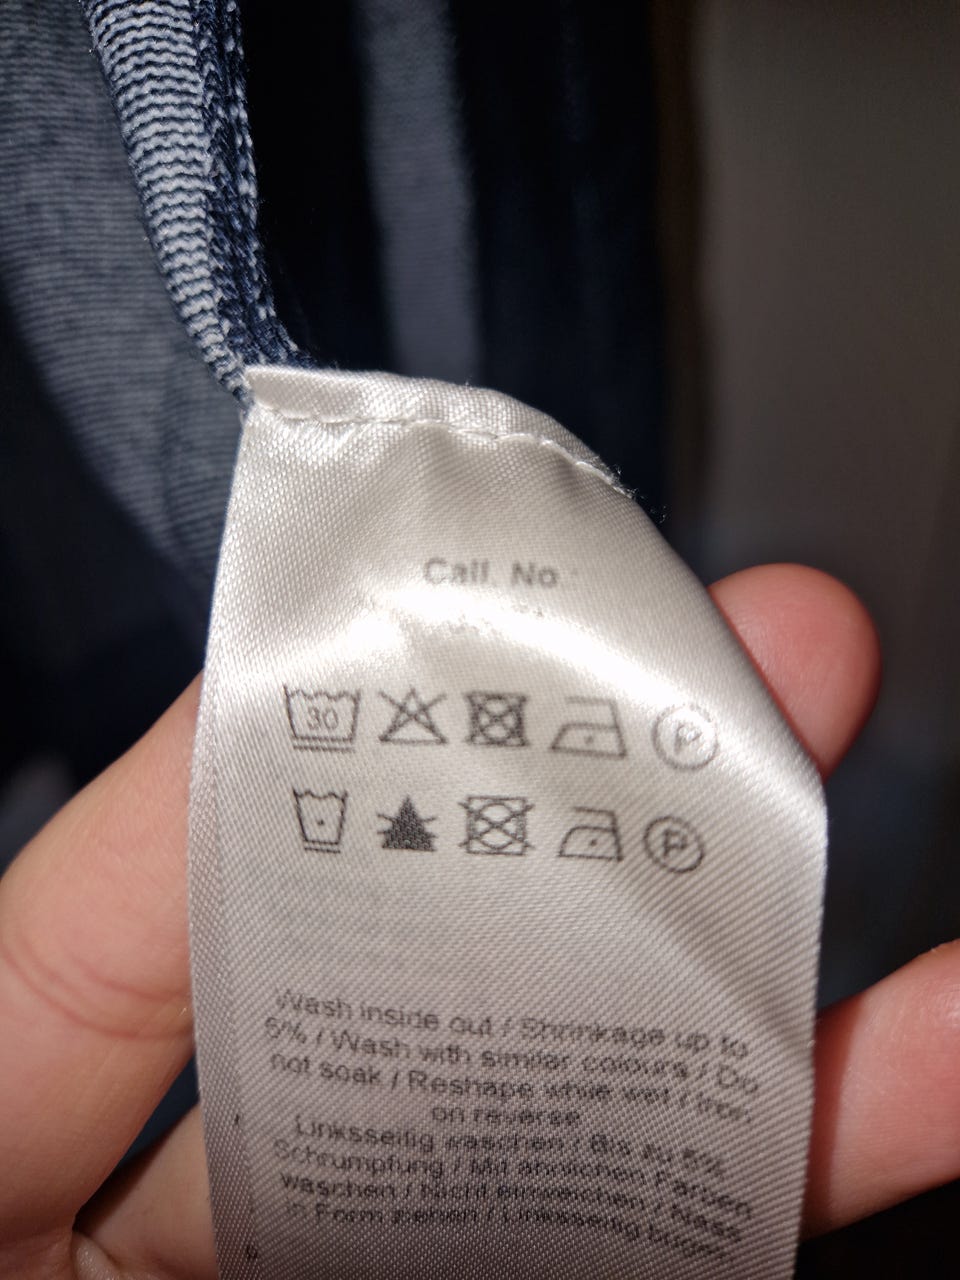 Call. No
30
P
P
Wash inside out / Shrinkage up to
5% / Wash with similar colours / Do
not soak / Reshape while wet / Iron
on reverse
Linksseitig waschen / Bis zu 5%
Schrumpfung / Mit ähnlichen Farben
waschen / Nicht einweichen / Nass
in Form ziehen / Linksseitig bügeln